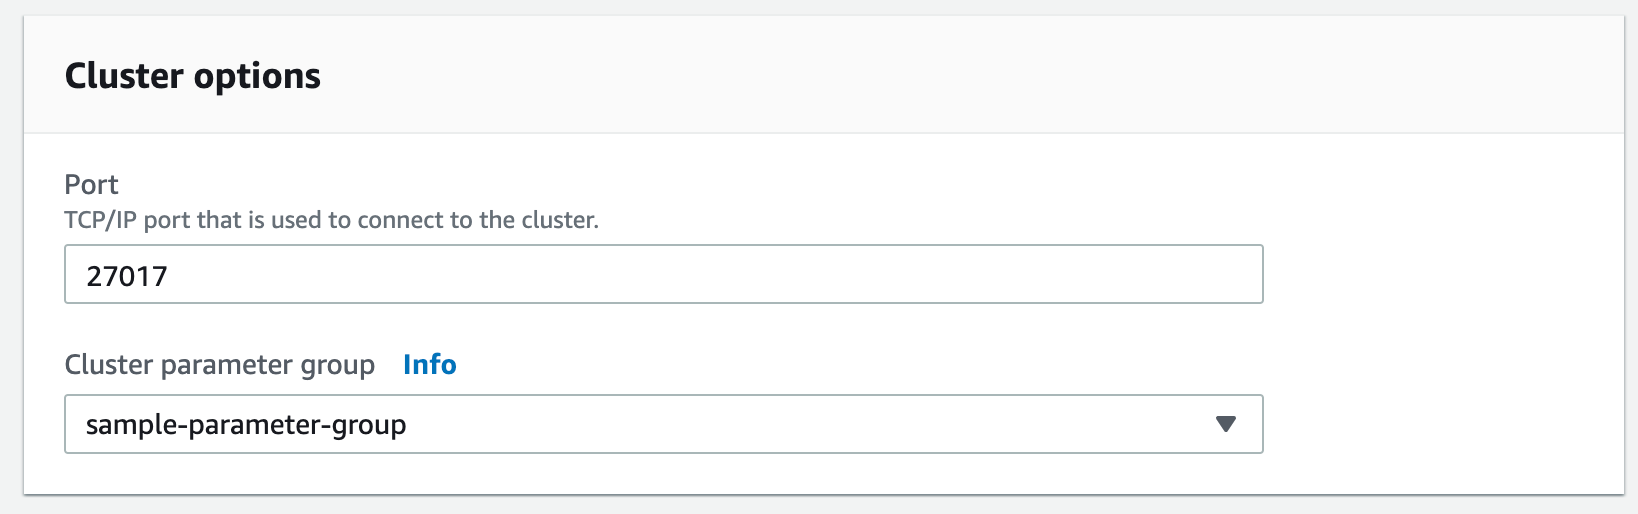 Cluster options
Port
TCP/IP port that is used to connect to the cluster.
27017
Cluster parameter group Info
sample-parameter-group